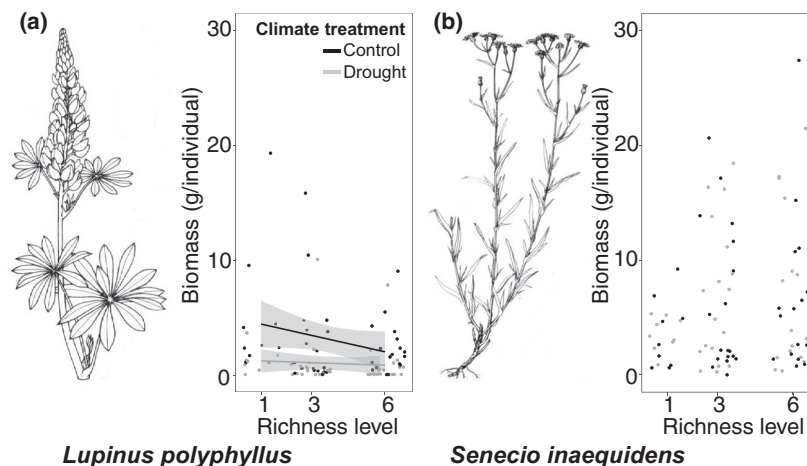 (a)
Climate treatment
Control
Drought
Biomass (g/individual)
30
20
10
0
1 3 6
Richness level
Lupinus polyphyllus
(b)
Biomass (g/individual)
30
20
10
0
1 3 6
Richness level
Senecio inaequidens